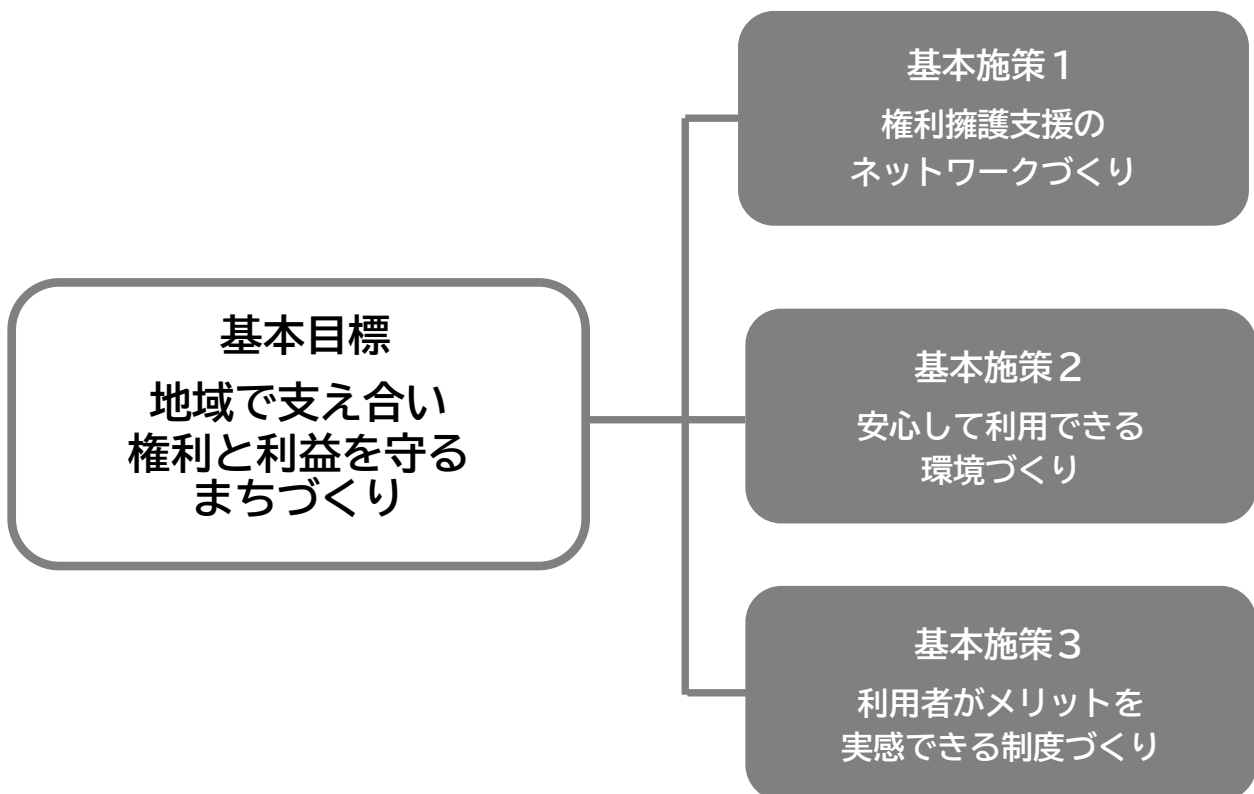 基本目標
地域で支え合い
権利と利益を守る
まちづくり
基本施策１
権利擁護支援の
ネットワークづくり
基本施策２
安心して利用できる
環境づくり
基本施策３
利用者がメリットを
実感できる制度づくり